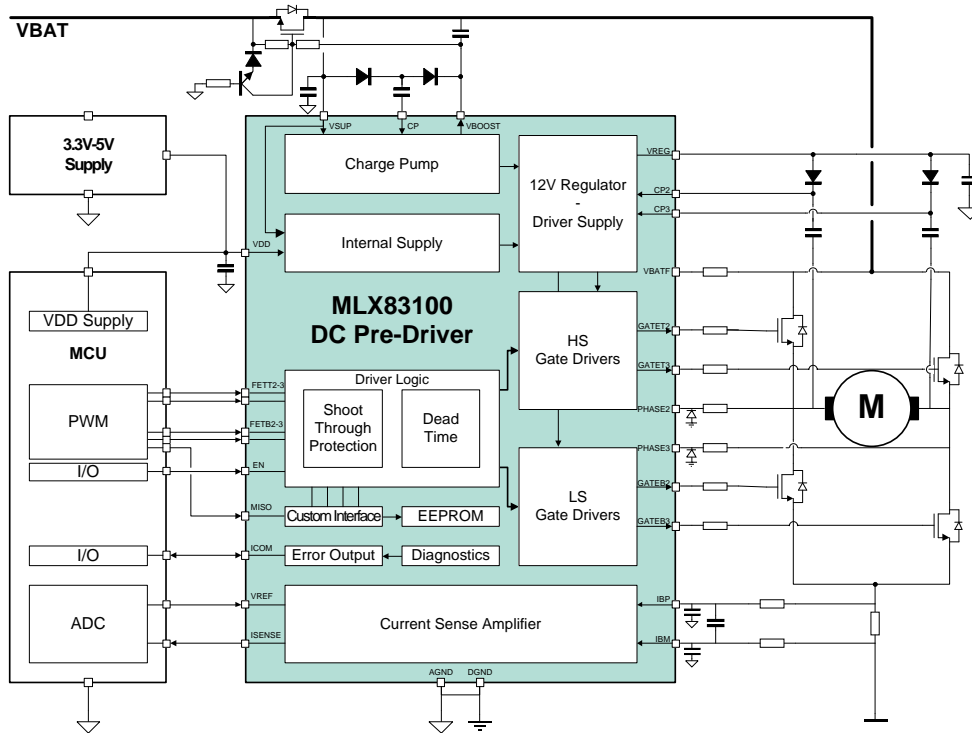 VBAT
3.3V-5V
Supply
VSUP
CP
VBOOST
Charge Pump
12V Regulator
-
Driver Supply
VREG
CP2
CP3
Internal Supply
VDD
VBATF
MLX83100
DC Pre-Driver
VDD Supply
MCU
HS
Gate Drivers
GATET2
GATET3
PHASE2
M
Driver Logic
Shoot
Through
Protection
Dead
Time
PWM
FETT2-3
FETB2-3
I/O
EN
PHASE3
LS
Gate Drivers
GATEB2
GATEB3
MISO
Custom Interface
EEPROM
I/O
ICOM
Error Output
Diagnostics
ADC
VREF
ISENSE
Current Sense Amplifier
IBP
IBM
AGND
DGND